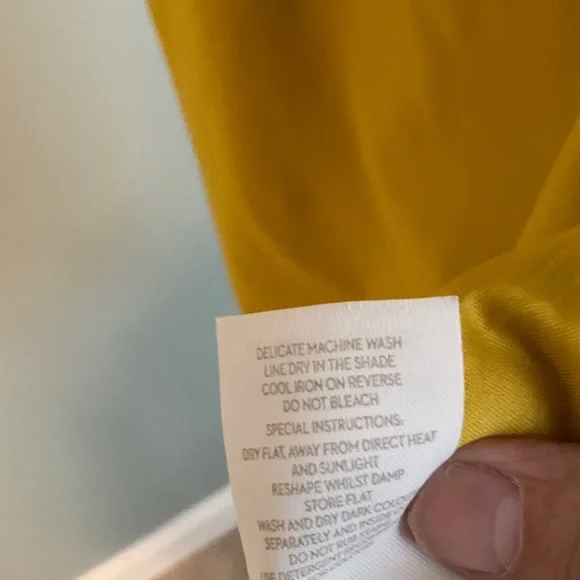 DELICATE MACHINE WASH
LINE DRY IN THE SHADE
COOL IRON ON REVERSE
DO NOT BLEACH
SPECIAL INSTRUCTIONS:
DRY FLAT, AWAY FROM DIRECT HEAT
AND SUNLIGHT
RESHAPE WHILST DAMP
STORE FLAT
WASH AND DRY DARK
SEPARATELY AND INSIDE
DO NOT RUB
USE DETERGENT